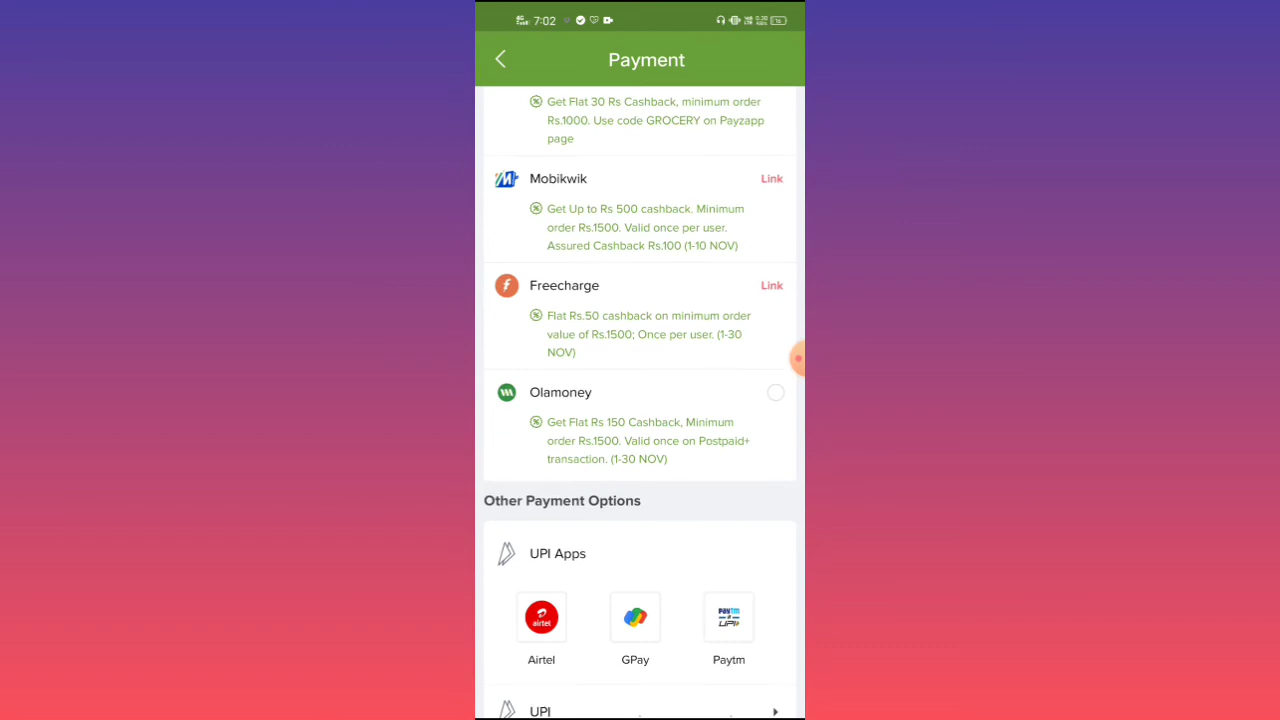 7:02
Payment
Get Flat 30 Rs Cashback, minimum order
Rs.1000. Use code GROCERY on Payzapp
page
Mobikwik
Link
Get Up to Rs 500 cashback. Minimum
order Rs.1500. Valid once per user.
Assured Cashback Rs.100 (1-10 NOV)
Freecharge
Link
Flat Rs.50 cashback on minimum order
value of Rs.1500; Once per user. (1-30
NOV)
Olamoney
Get Flat Rs 150 Cashback, Minimum
order Rs.1500. Valid once on Postpaid+
transaction. (1-30 NOV)
Other Payment Options
UPI Apps
airtel
Paytm
UPI
Airtel
GPay
Paytm
UPI